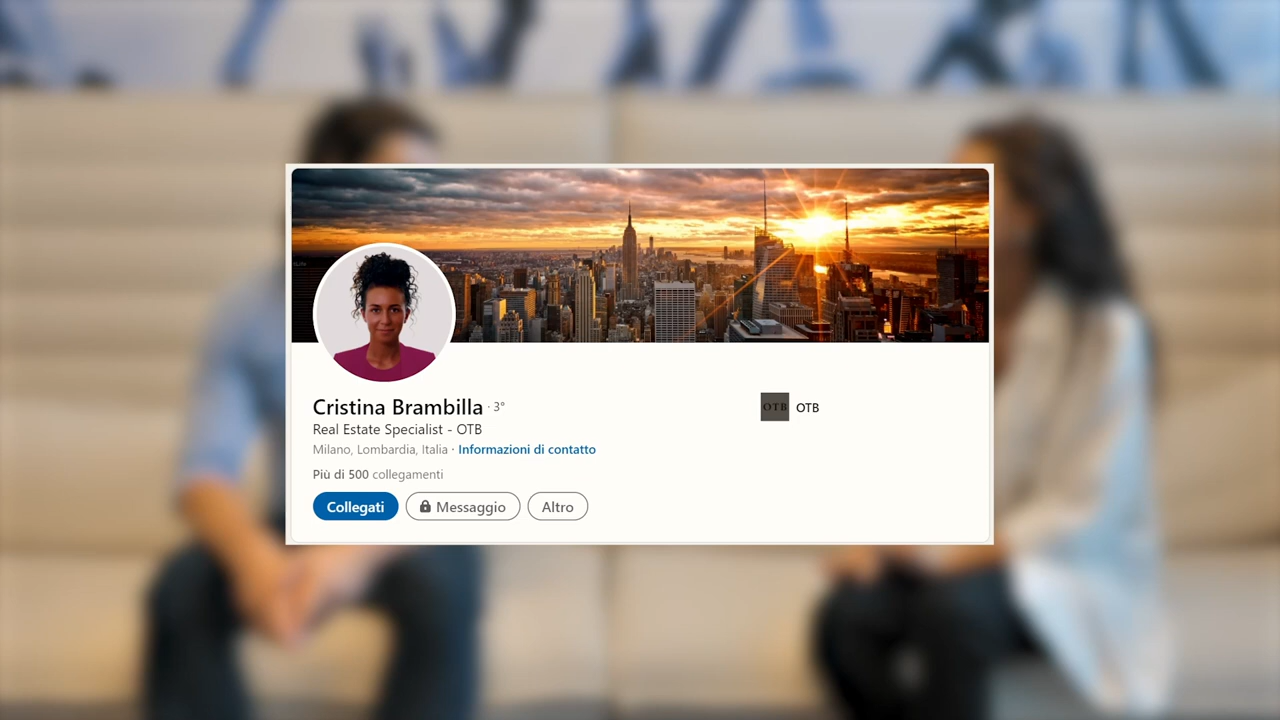 Cristina Brambilla · 3°
OTB OTB
Real Estate Specialist - OTB
Milano, Lombardia, Italia · Informazioni di contatto
Più di 500 collegamenti
Collegati Messaggio Altro